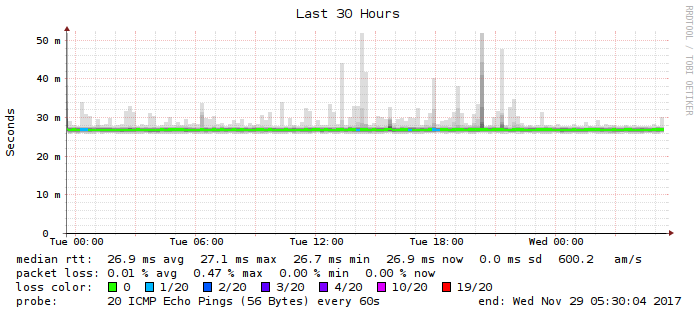 Last 30 Hours
RRDTOOL / TOBI OETIKER
Seconds
50 m
40 m
30 m
20 m
10 m
0
Tue 00:00 Tue 06:00 Tue 12:00 Tue 18:00 Wed 00:00
median rtt: 26.9 ms avg 27.1 ms max 26.7 ms min 26.9 ms now 0.0 ms sd 600.2 am/s
packet loss: 0.01 % avg 0.47 % max 0.00 % min 0.00 % now
loss color: 0 1/20 2/20 3/20 4/20 10/20 19/20
probe: 20 ICMP Echo Pings (56 Bytes) every 60s end: Wed Nov 29 05:30:04 2017